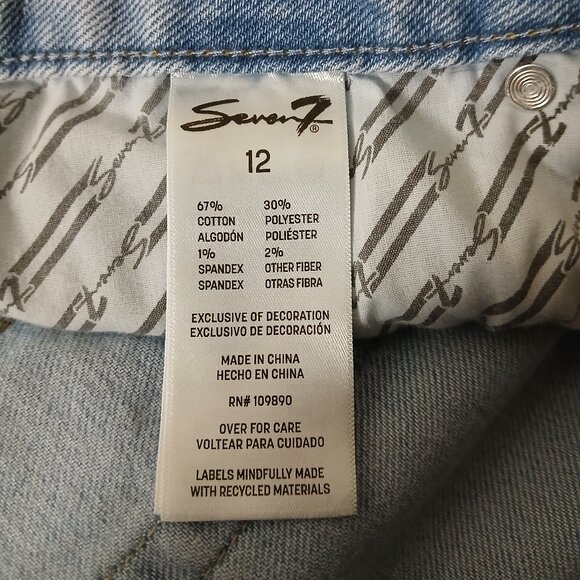 Seven7®
12
67% 30%
COTTON POLYESTER
ALGODÓN POLIÉSTER
1% 2%
SPANDEX OTHER FIBER
SPANDEX OTRAS FIBRA
EXCLUSIVE OF DECORATION
EXCLUSIVO DE DECORACIÓN
MADE IN CHINA
HECHO EN CHINA
RN# 109890
OVER FOR CARE
VOLTEAR PARA CUIDADO
LABELS MINDFULLY MADE
WITH RECYCLED MATERIALS